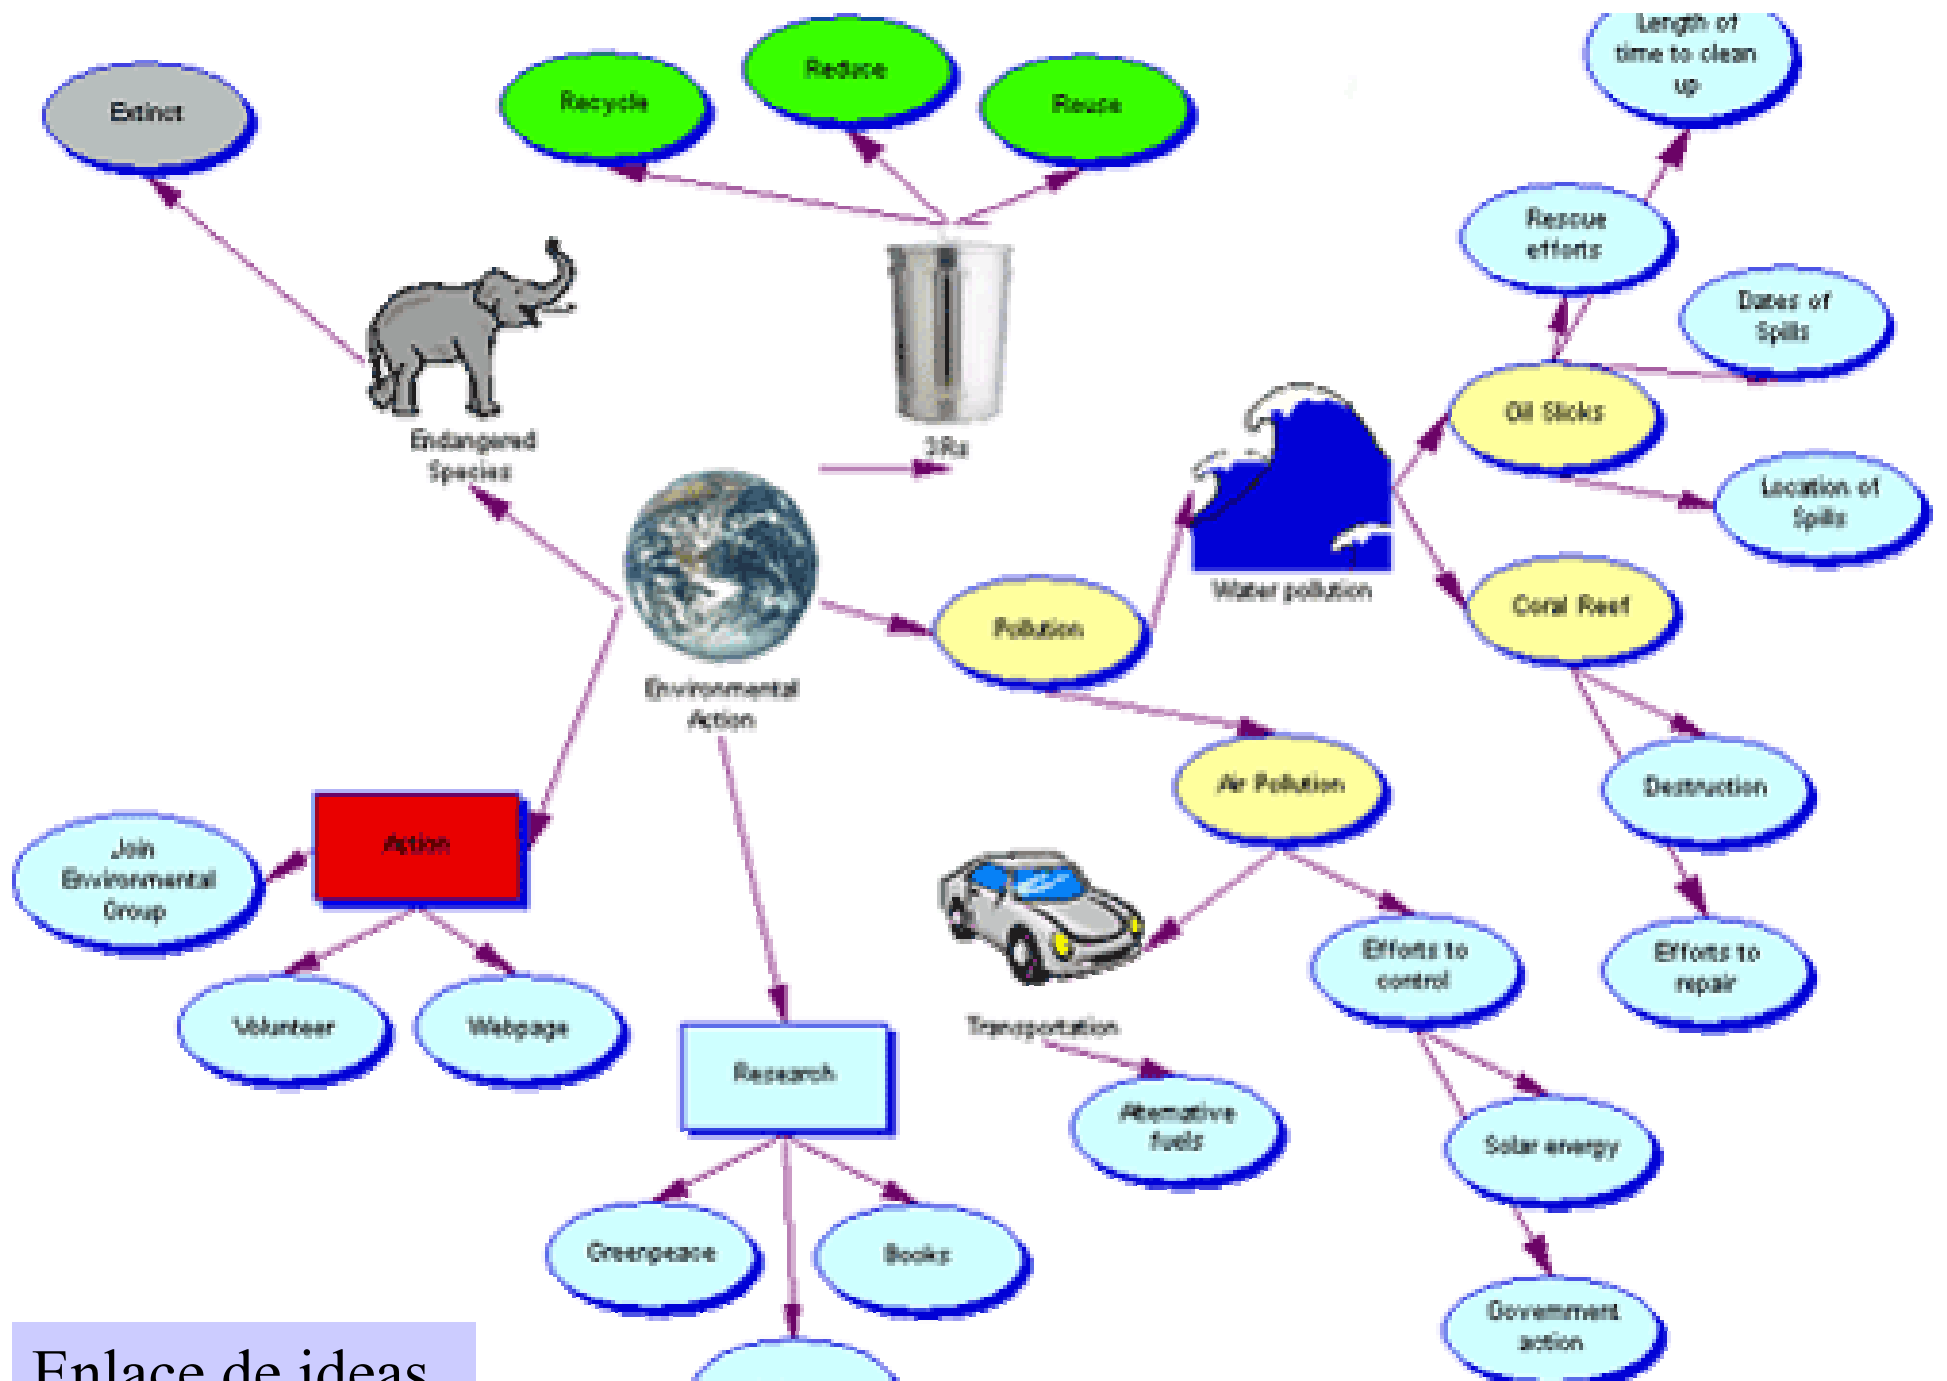 Length of
time to clean
up
Reduce
Recycle
Reuse
Extinct
Rescue
efforts
Dates of
Spills
Oil Slicks
Endangered
Species
3Rs
Location of
Spills
Water pollution
Coral Reef
Pollution
Environmental
Action
Air Pollution
Destruction
Action
Join
Environmental
Group
Efforts to
control
Efforts to
repair
Volunteer
Webpage
Transportation
Research
Alternative
fuels
Solar energy
Greenpeace
Books
Government
action
Enlace de ideas